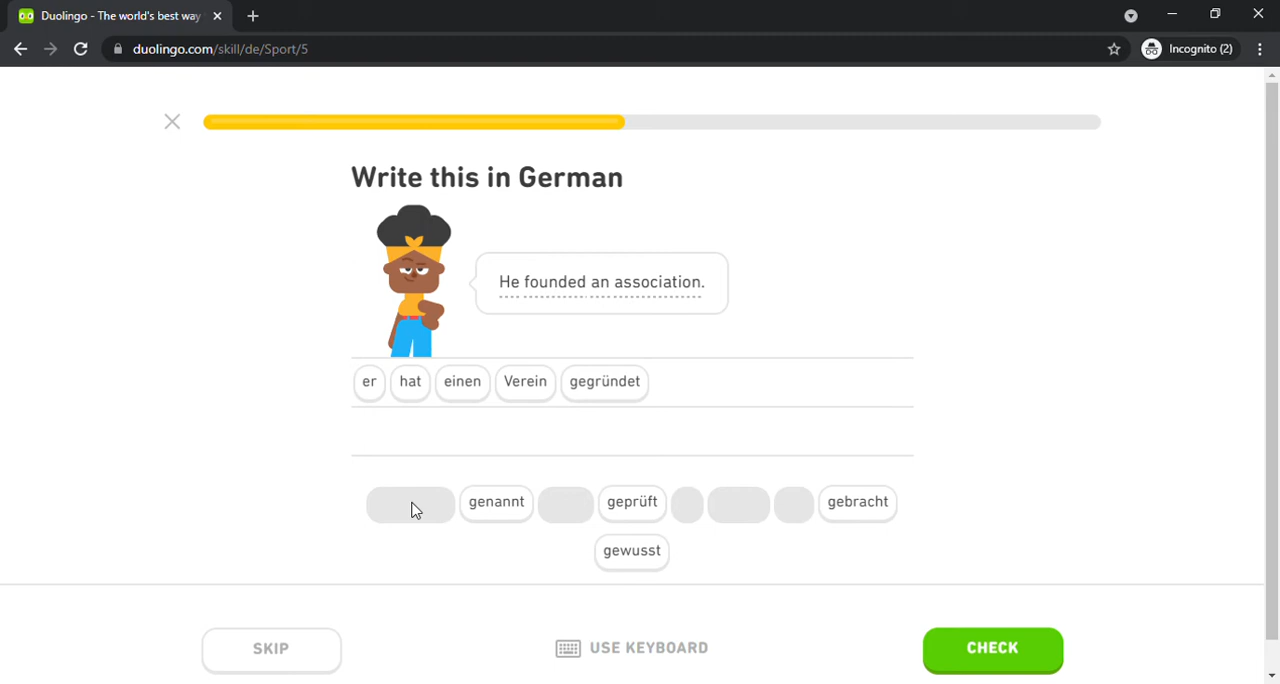 Duolingo - The world's best way
duolingo.com/skill/de/Sport/5
Incognito (2)
Write this in German
He founded an association.
er hat einen Verein gegründet
genannt geprüft gebracht
gewusst
SKIP USE KEYBOARD CHECK